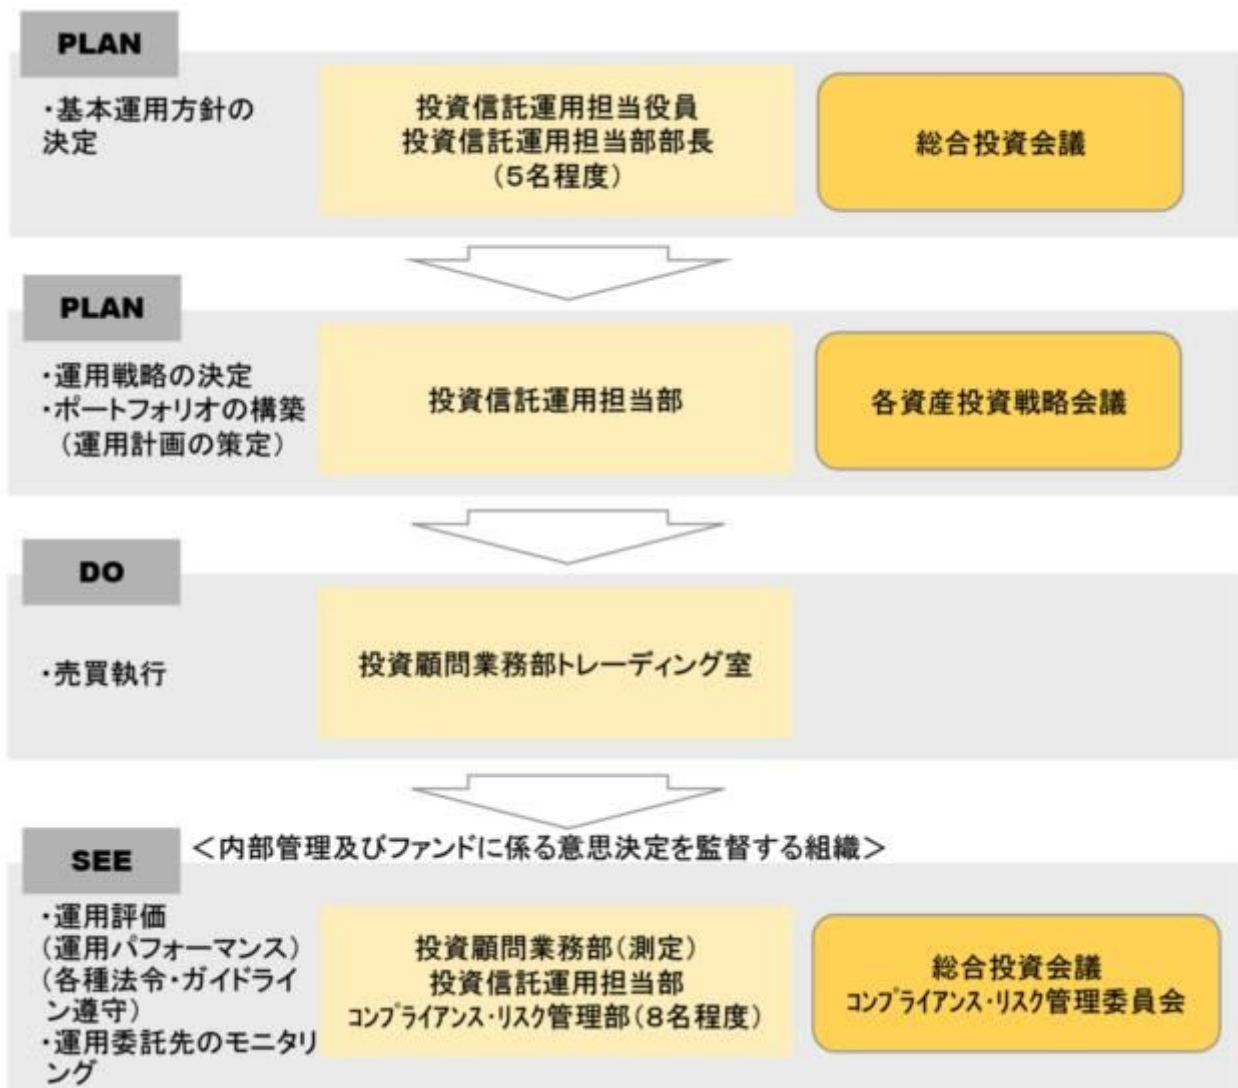 PLAN
・基本運用方針の
決定
投資信託運用担当役員
投資信託運用担当部部長
（５名程度）
総合投資会議
PLAN
・運用戦略の決定
・ポートフォリオの構築
（運用計画の策定）
投資信託運用担当部
各資産投資戦略会議
DO
・売買執行
投資顧問業務部トレーディング室
SEE
＜内部管理及びファンドに係る意思決定を監督する組織＞
・運用評価
(運用パフォーマンス)
(各種法令・ガイドライ
ン遵守)
・運用委託先のモニタリ
ング
投資顧問業務部(測定)
投資信託運用担当部
ｺﾝﾌﾟﾗｲｱﾝｽ･ﾘｽｸ管理部(８名程度)
総合投資会議
ｺﾝﾌﾟﾗｲｱﾝｽ･ﾘｽｸ管理委員会